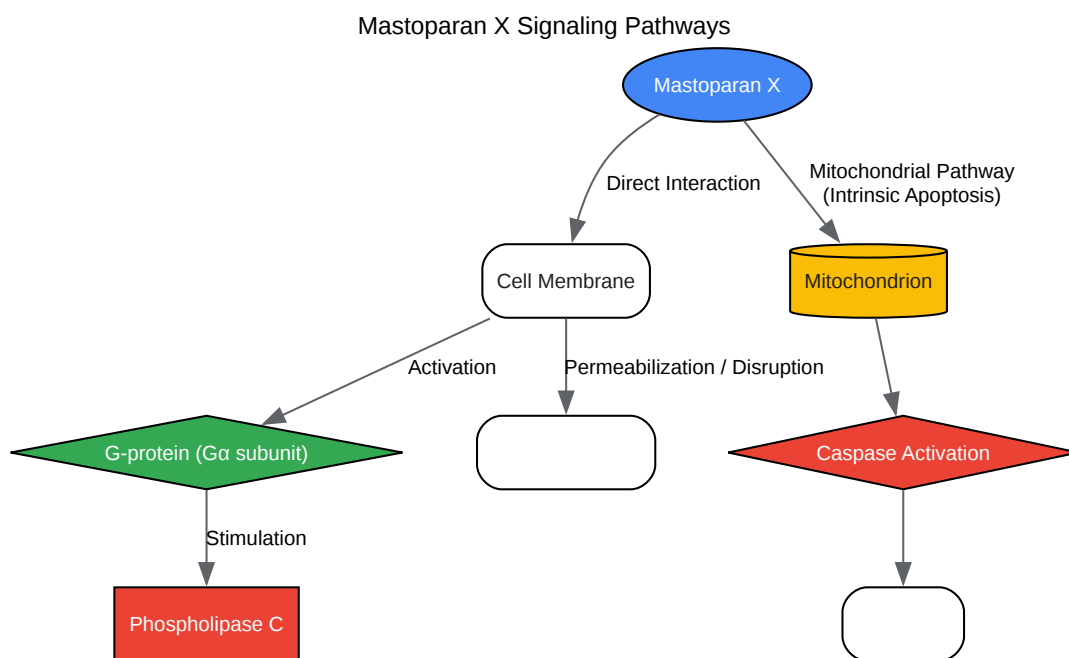 Mastoparan X Signaling Pathways
Mastoparan X
Direct Interaction
Mitochondrial Pathway
(Intrinsic Apoptosis)
Cell Membrane
Mitochondrion
Activation
Permeabilization / Disruption
G-protein (Gα subunit)
Caspase Activation
Stimulation
Phospholipase C